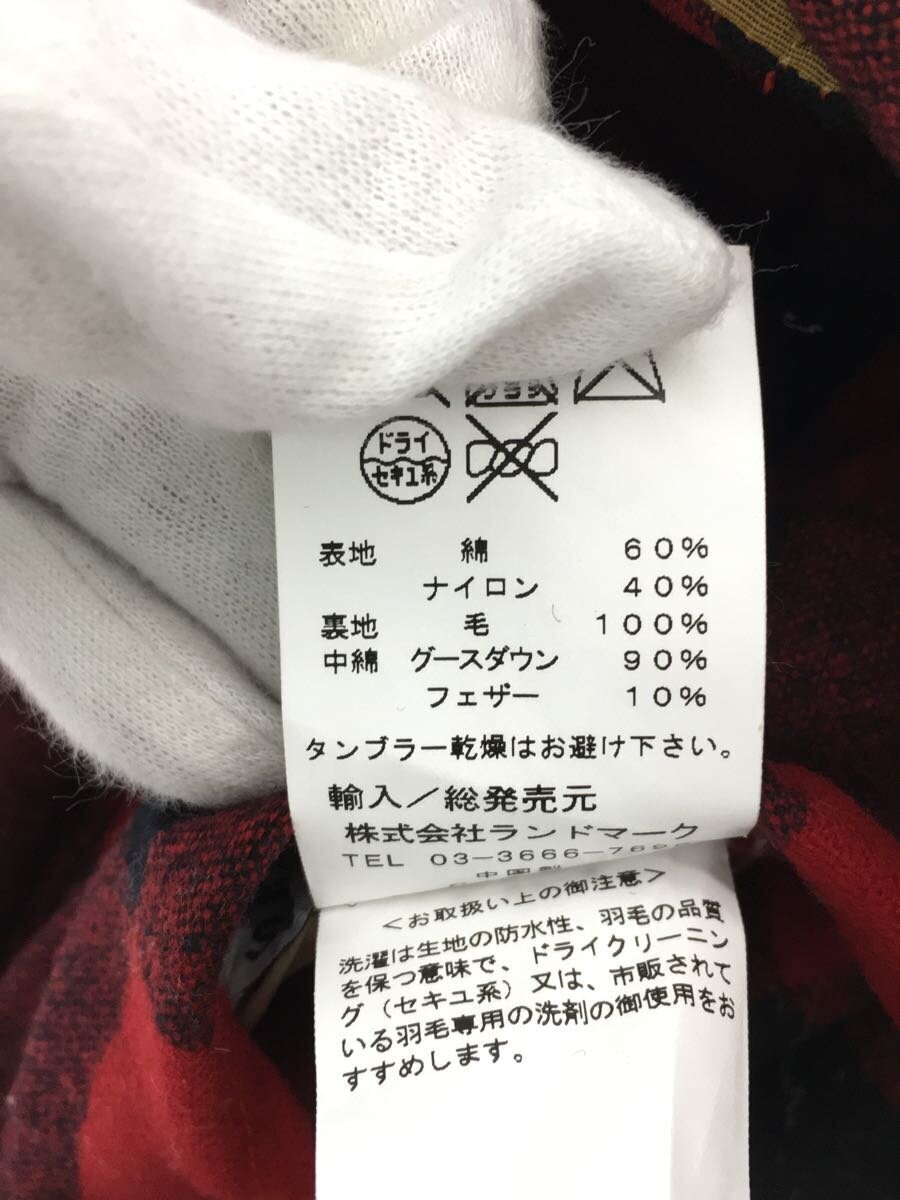 ドライ
セキユ系
表地 綿 60%
ナイロン 40%
裏地 毛 100%
中綿 グースダウン 90%
フェザー 10%
タンブラー乾燥はお避け下さい。
輸入/総発売元
株式会社ランドマーク
TEL 03-3666-769
中国製
<お取扱い上の御注意>
洗濯は生地の防水性、羽毛の品質
を保つ意味で、ドライクリーニン
グ(セキユ系)又は、市販されて
いる羽毛専用の洗剤の御使用をお
すすめします。